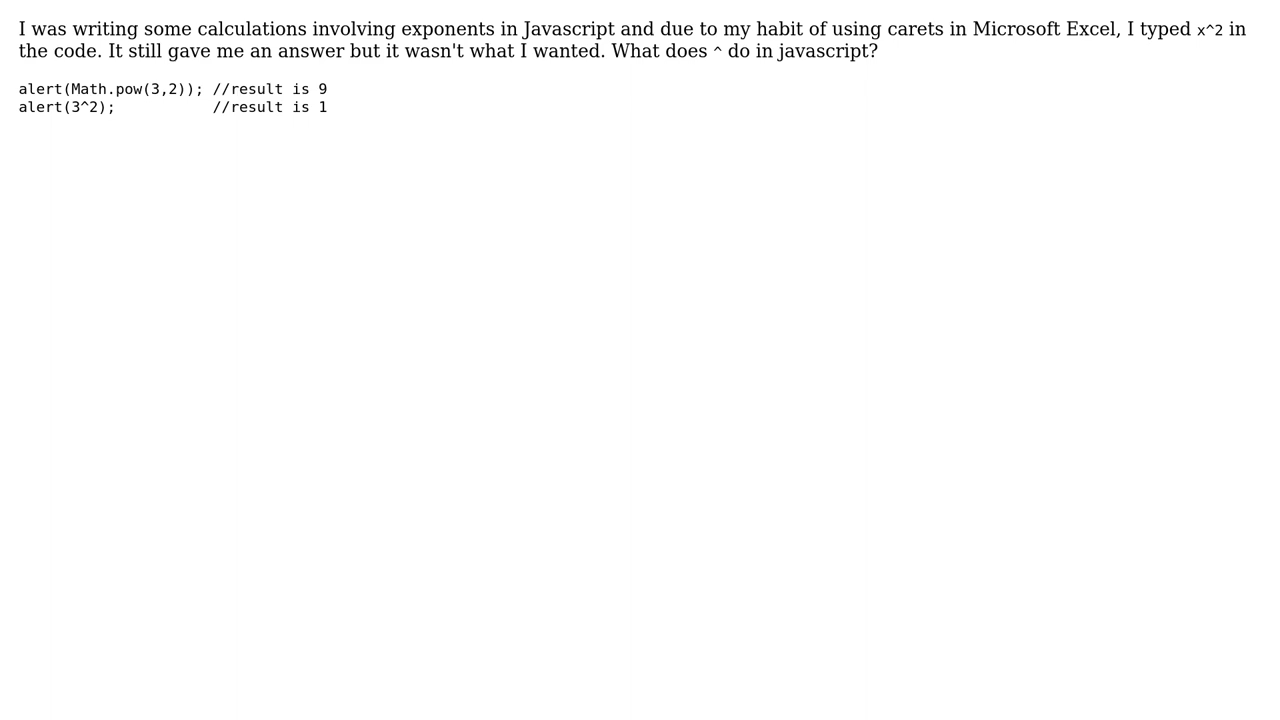 I was writing some calculations involving exponents in Javascript and due to my habit of using carets in Microsoft Excel, I typed x^2 in
the code. It still gave me an answer but it wasn't what I wanted. What does ^ do in javascript?
alert(Math.pow(3,2)); //result is 9
alert(3^2);           //result is 1